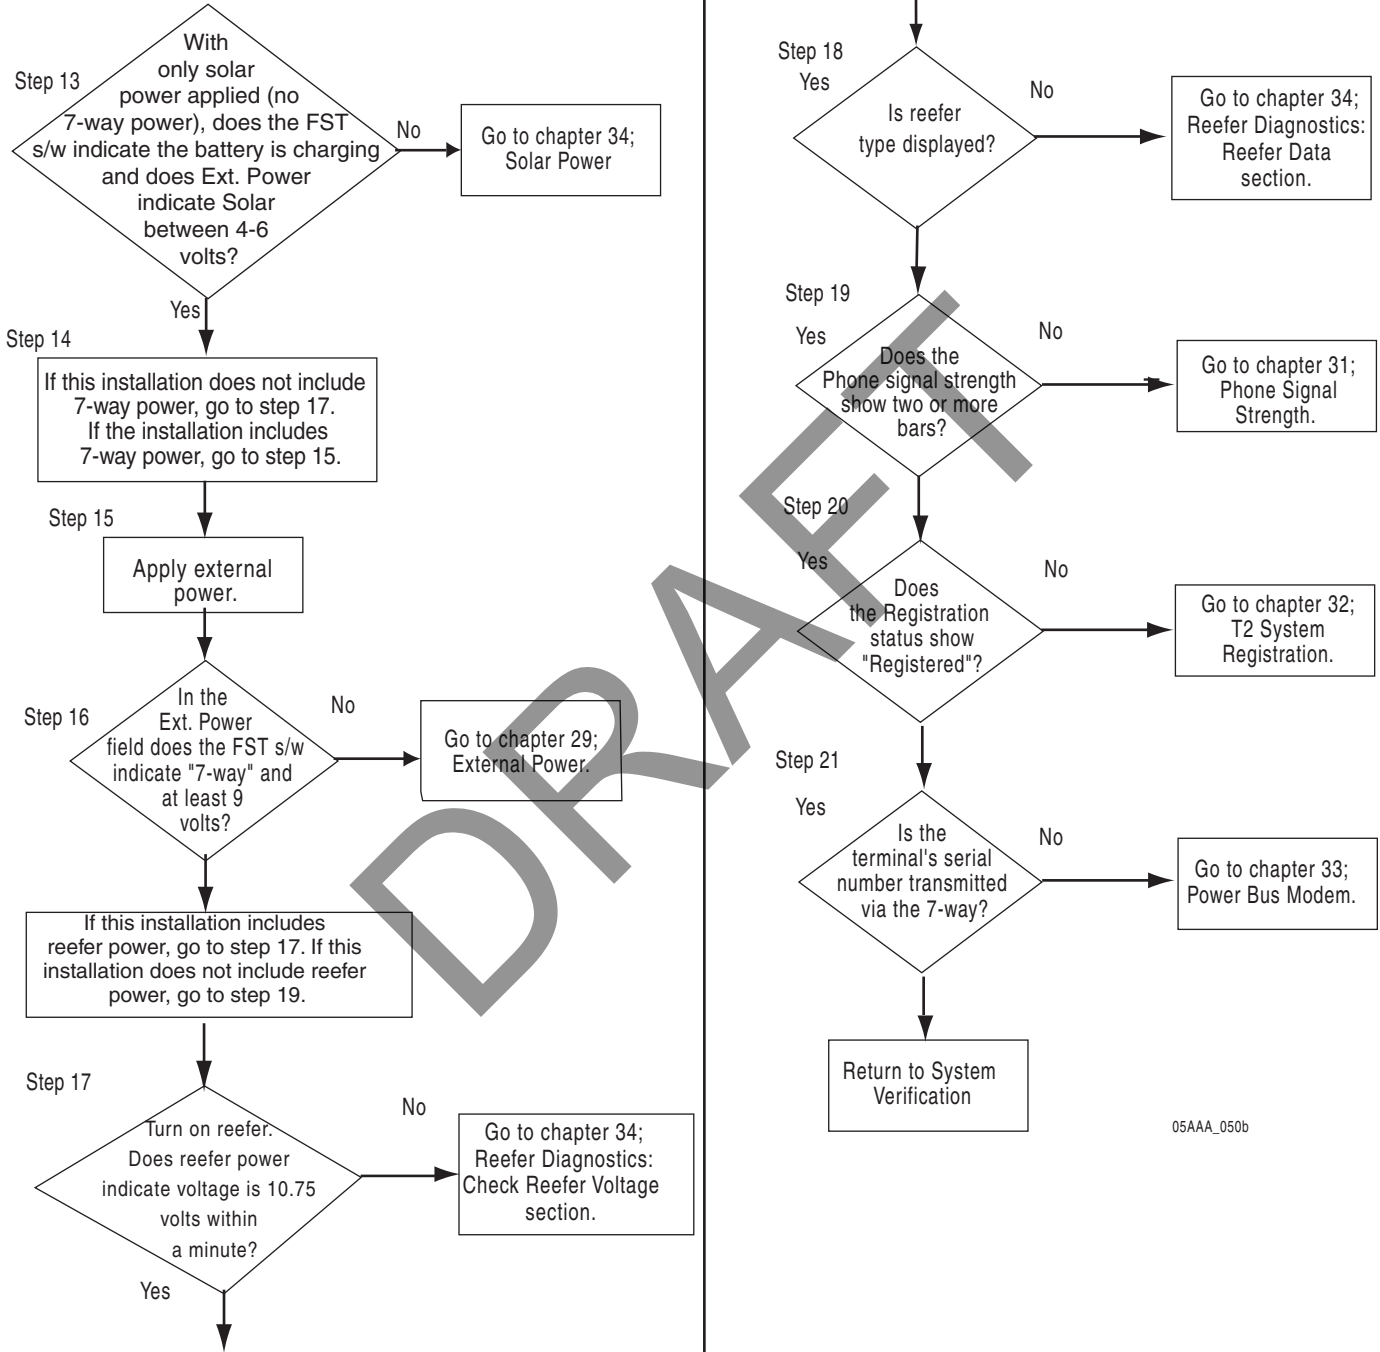 Step 13
With
only solar
power applied (no
7-way power), does the FST
s/w indicate the battery is charging
and does Ext. Power
indicate Solar
between 4-6
volts?
No
Go to chapter 34;
Solar Power
Yes
Step 14
If this installation does not include
7-way power, go to step 17.
If the installation includes
7-way power, go to step 15.
Step 15
Apply external
power.
Step 16
In the
Ext. Power
field does the FST s/w
indicate "7-way" and
at least 9
volts?
No
Go to chapter 29;
External Power.
If this installation includes
reefer power, go to step 17. If this
installation does not include reefer
power, go to step 19.
Step 17
Turn on reefer.
Does reefer power
indicate voltage is 10.75
volts within
a minute?
No
Go to chapter 34;
Reefer Diagnostics:
Check Reefer Voltage
section.
Yes
Step 18
Yes
Is reefer
type displayed?
No
Go to chapter 34;
Reefer Diagnostics:
Reefer Data
section.
Step 19
Yes
Does the
Phone signal strength
show two or more
bars?
No
Go to chapter 31;
Phone Signal
Strength.
Step 20
Yes
Does
the Registration
status show
"Registered"?
No
Go to chapter 32;
T2 System
Registration.
Step 21
Yes
Is the
terminal's serial
number transmitted
via the 7-way?
No
Go to chapter 33;
Power Bus Modem.
Return to System
Verification
05AAA_050b
DRAFT